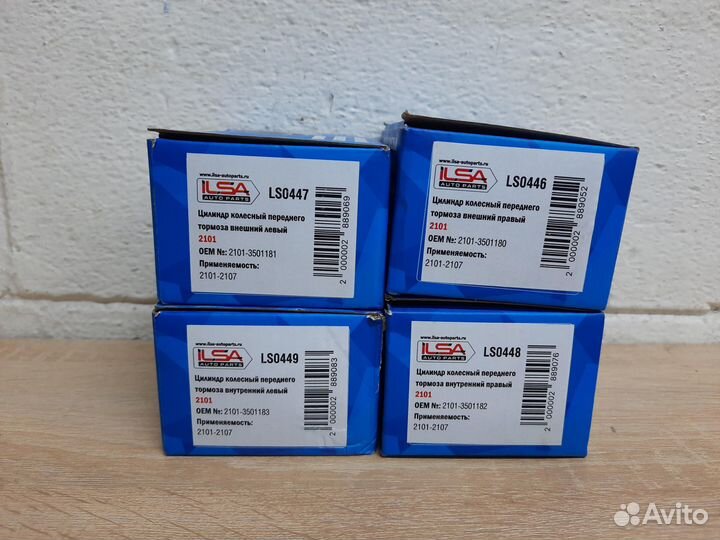 www.ilsa-autoparts.ru
ILSA
AUTO PARTS
LS0447
Цилиндр колесный переднего
тормоза внешний левый
2101
OEM №: 2101-3501181
Применяемость:
2101-2107
2 000002 889069
www.ilsa-autoparts.ru
ILSA
AUTO PARTS
LS0446
Цилиндр колесный переднего
тормоза внешний правый
2101
OEM №: 2101-3501180
Применяемость:
2101-2107
2 000002 889052
www.ilsa-autoparts.ru
ILSA
AUTO PARTS
LS0449
Цилиндр колесный переднего
тормоза внутренний левый
2101
OEM №: 2101-3501183
Применяемость:
2101-2107
2 000002 889083
www.ilsa-autoparts.ru
ILSA
AUTO PARTS
LS0448
Цилиндр колесный переднего
тормоза внутренний правый
2101
OEM №: 2101-3501182
Применяемость:
2101-2107
2 000002 889076
Avito